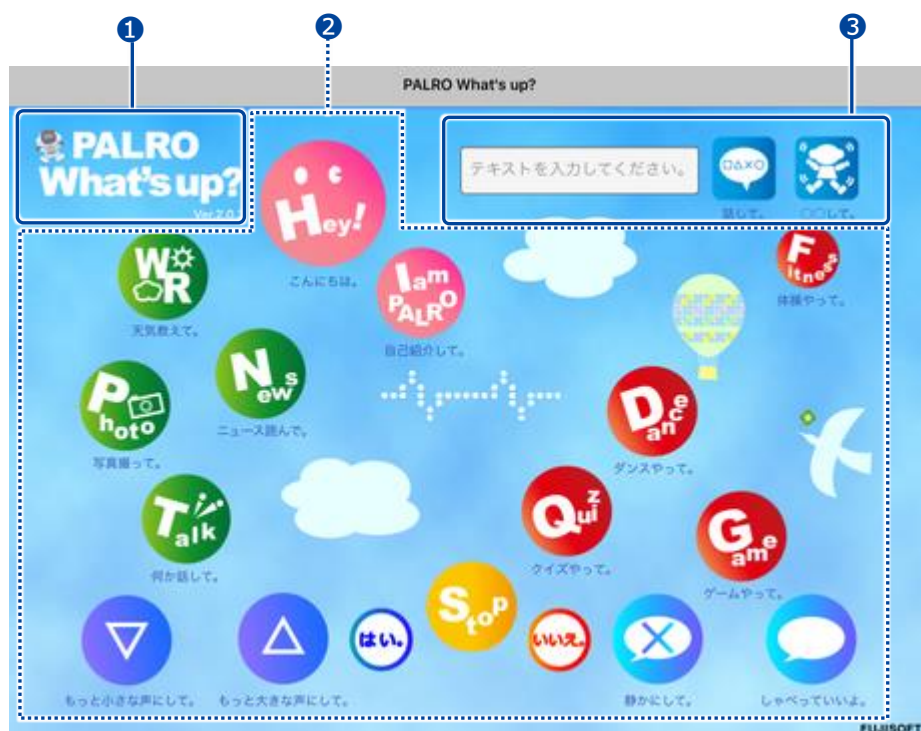 1
2
3
PALRO What's up?
PALRO
What's up?
Ver.2.0
テキストを入力してください。
話して。
○○して。
Hey!
こんにちは。
I am PALRO
自己紹介して。
WR
天気教えて。
Fitness
体操やって。
News
ニュース読んで。
Photo
写真撮って。
Dance
ダンスやって。
Talk
何か話して。
Quiz
クイズやって。
Game
ゲームやって。
Stop
はい。
いいえ。
もっと小さな声にして。
もっと大きな声にして。
静かにして。
しゃべっていいよ。
FUJISOFT